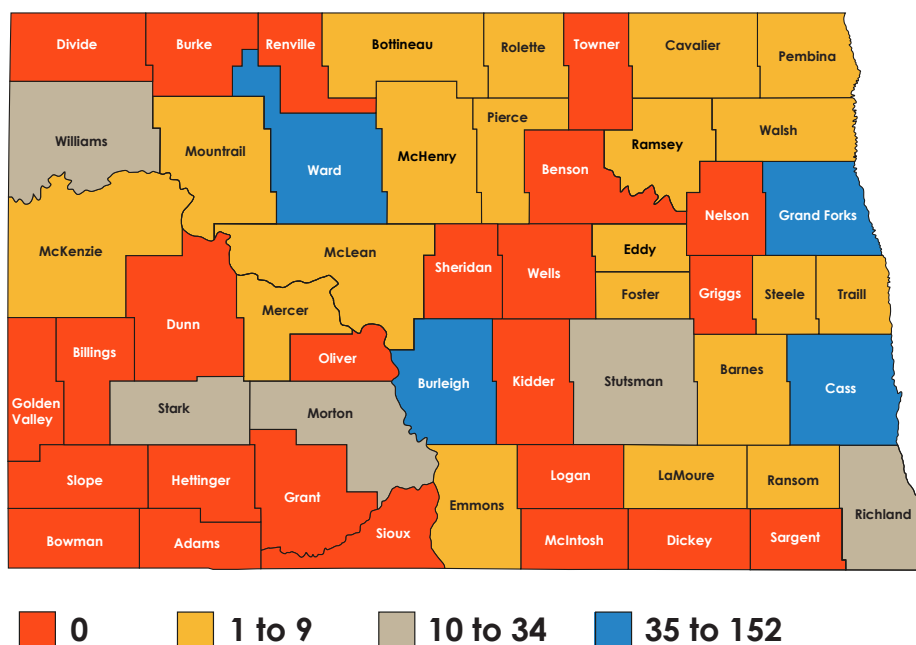 Divide
Burke
Renville
Bottineau
Rolette
Towner
Cavalier
Pembina
Williams
Mountrail
Ward
McHenry
Pierce
Benson
Ramsey
Walsh
Nelson
Grand Forks
McKenzie
McLean
Sheridan
Wells
Eddy
Foster
Griggs
Steele
Traill
Dunn
Mercer
Oliver
Billings
Golden
Valley
Stark
Morton
Burleigh
Kidder
Stutsman
Barnes
Cass
Slope
Hettinger
Grant
Emmons
Logan
LaMoure
Ransom
Richland
Bowman
Adams
Sioux
McIntosh
Dickey
Sargent
0
1 to 9
10 to 34
35 to 152